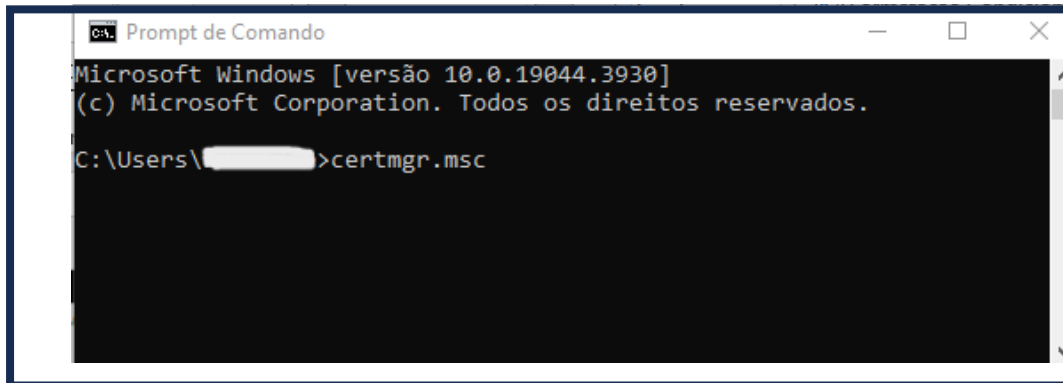 Prompt de Comando
Microsoft Windows [versão 10.0.19044.3930]
(c) Microsoft Corporation. Todos os direitos reservados.
C:\Users\ >certmgr.msc